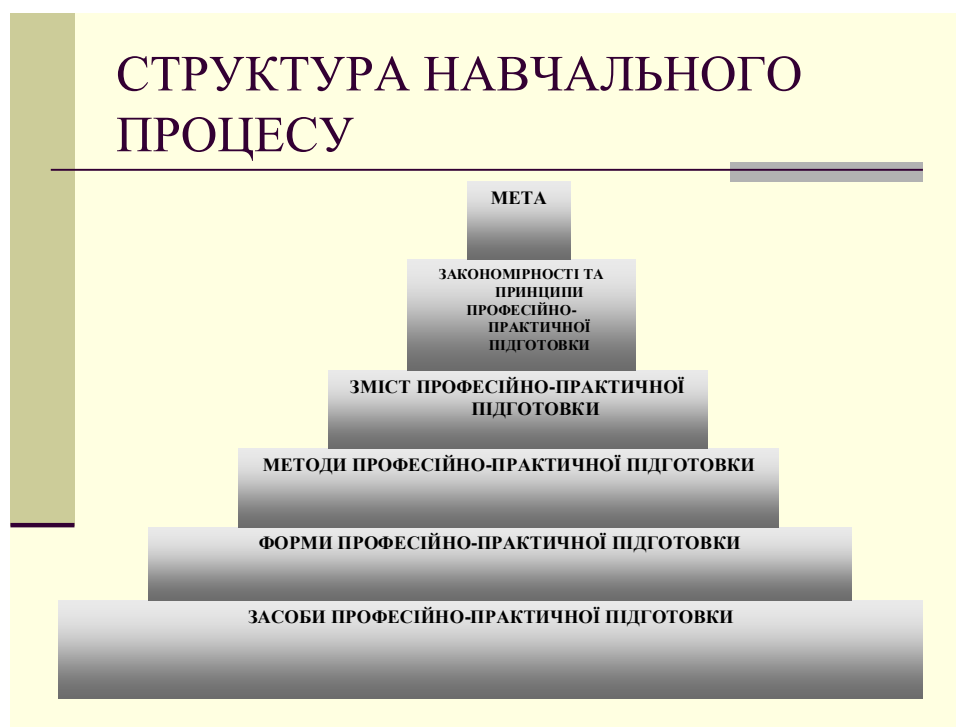 СТРУКТУРА НАВЧАЛЬНОГО
ПРОЦЕСУ
МЕТА
ЗАКОНОМІРНОСТІ ТА
ПРИНЦИПИ
ПРОФЕСІЙНО-
ПРАКТИЧНОЇ
ПІДГОТОВКИ
ЗМІСТ ПРОФЕСІЙНО-ПРАКТИЧНОЇ
ПІДГОТОВКИ
МЕТОДИ ПРОФЕСІЙНО-ПРАКТИЧНОЇ ПІДГОТОВКИ
ФОРМИ ПРОФЕСІЙНО-ПРАКТИЧНОЇ ПІДГОТОВКИ
ЗАСОБИ ПРОФЕСІЙНО-ПРАКТИЧНОЇ ПІДГОТОВКИ